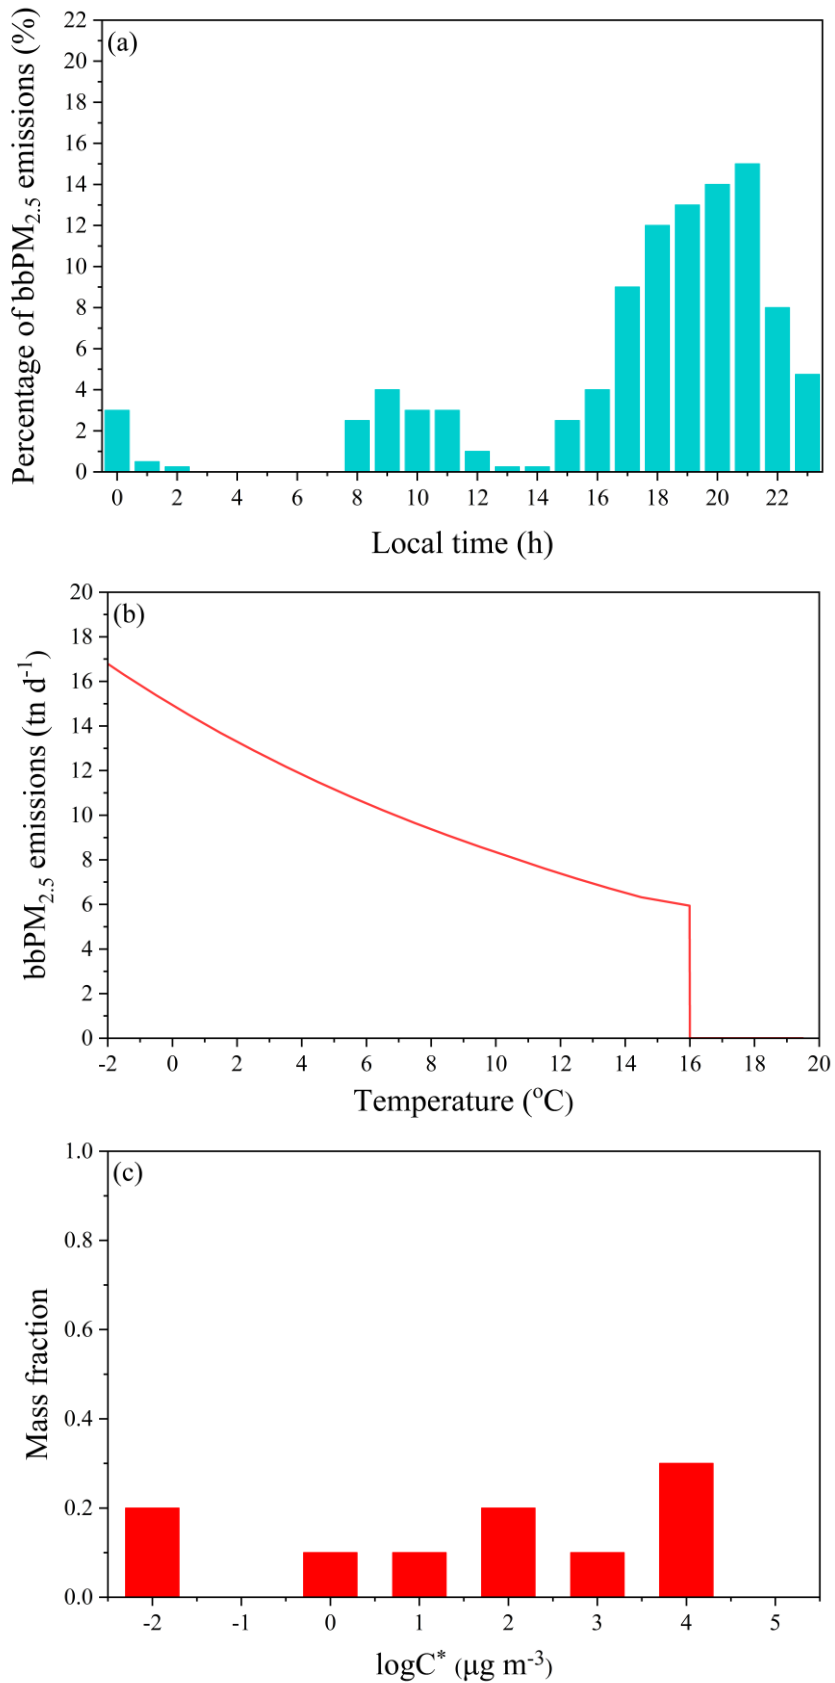 (a)
Percentage of bbPM2.5 emissions (%)
22
22
20
18
16
14
12
10
8
6
4
2
0
0 2 4 6 8 10 12 14 16 18 20 22
Local time (h)
(b)
bbPM2.5 emissions (tn d-1)
20
18
16
14
12
10
8
6
4
2
0
-2 0 2 4 6 8 10 12 14 16 18 20
Temperature (oC)
(c)
Mass fraction
1.0
0.8
0.6
0.4
0.2
0.0
-2 -1 0 1 2 3 4 5
logC* (μg m-3)